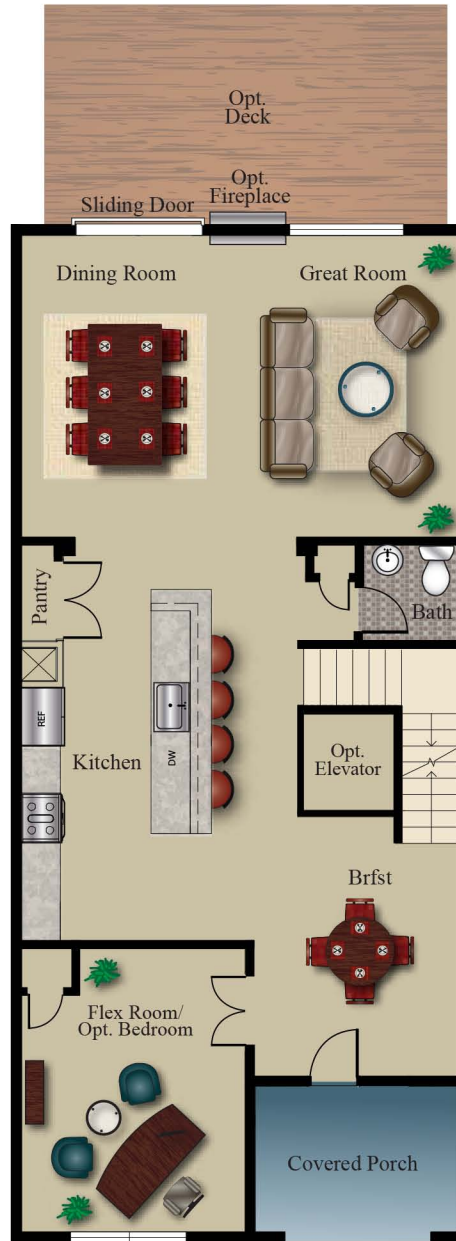 Opt.
Deck
Opt.
Fireplace
Sliding Door
Dining Room
Great Room
Pantry
Bath
REF
Kitchen
DW
Opt.
Elevator
Brfst
Flex Room/
Opt. Bedroom
Covered Porch